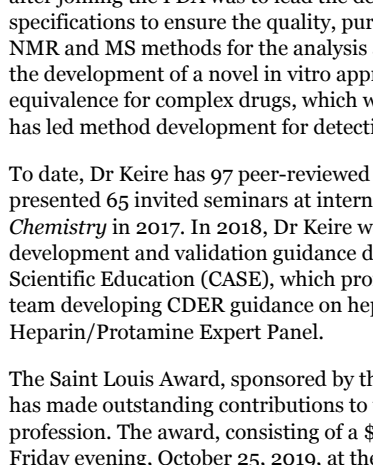 after joining the FDA was to lead the de
specifications to ensure the quality, pur
NMR and MS methods for the analysis
the development of a novel in vitro appr
equivalence for complex drugs, which w
has led method development for detecti
To date, Dr Keire has 97 peer-reviewed
presented 65 invited seminars at intern
Chemistry in 2017. In 2018, Dr Keire w
development and validation guidance d
Scientific Education (CASE), which pro
team developing CDER guidance on hep
Heparin/Protamine Expert Panel.
The Saint Louis Award, sponsored by th
has made outstanding contributions to
profession. The award, consisting of a $
Friday evening, October 25, 2019, at the